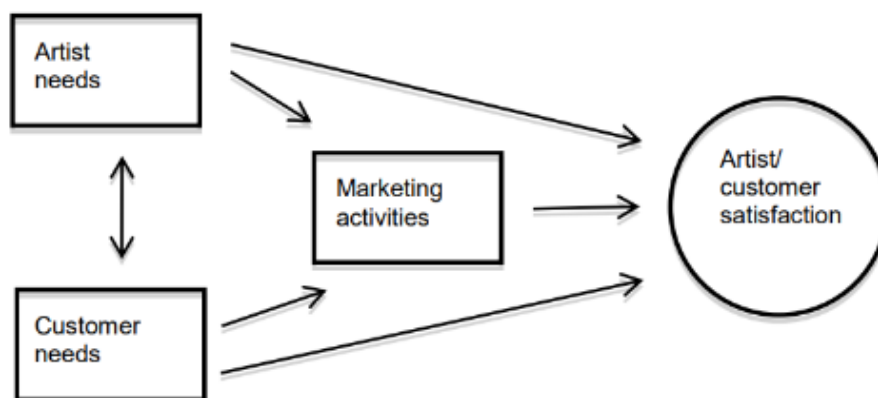 Artist
needs
Marketing
activities
Artist/
customer
satisfaction
Customer
needs